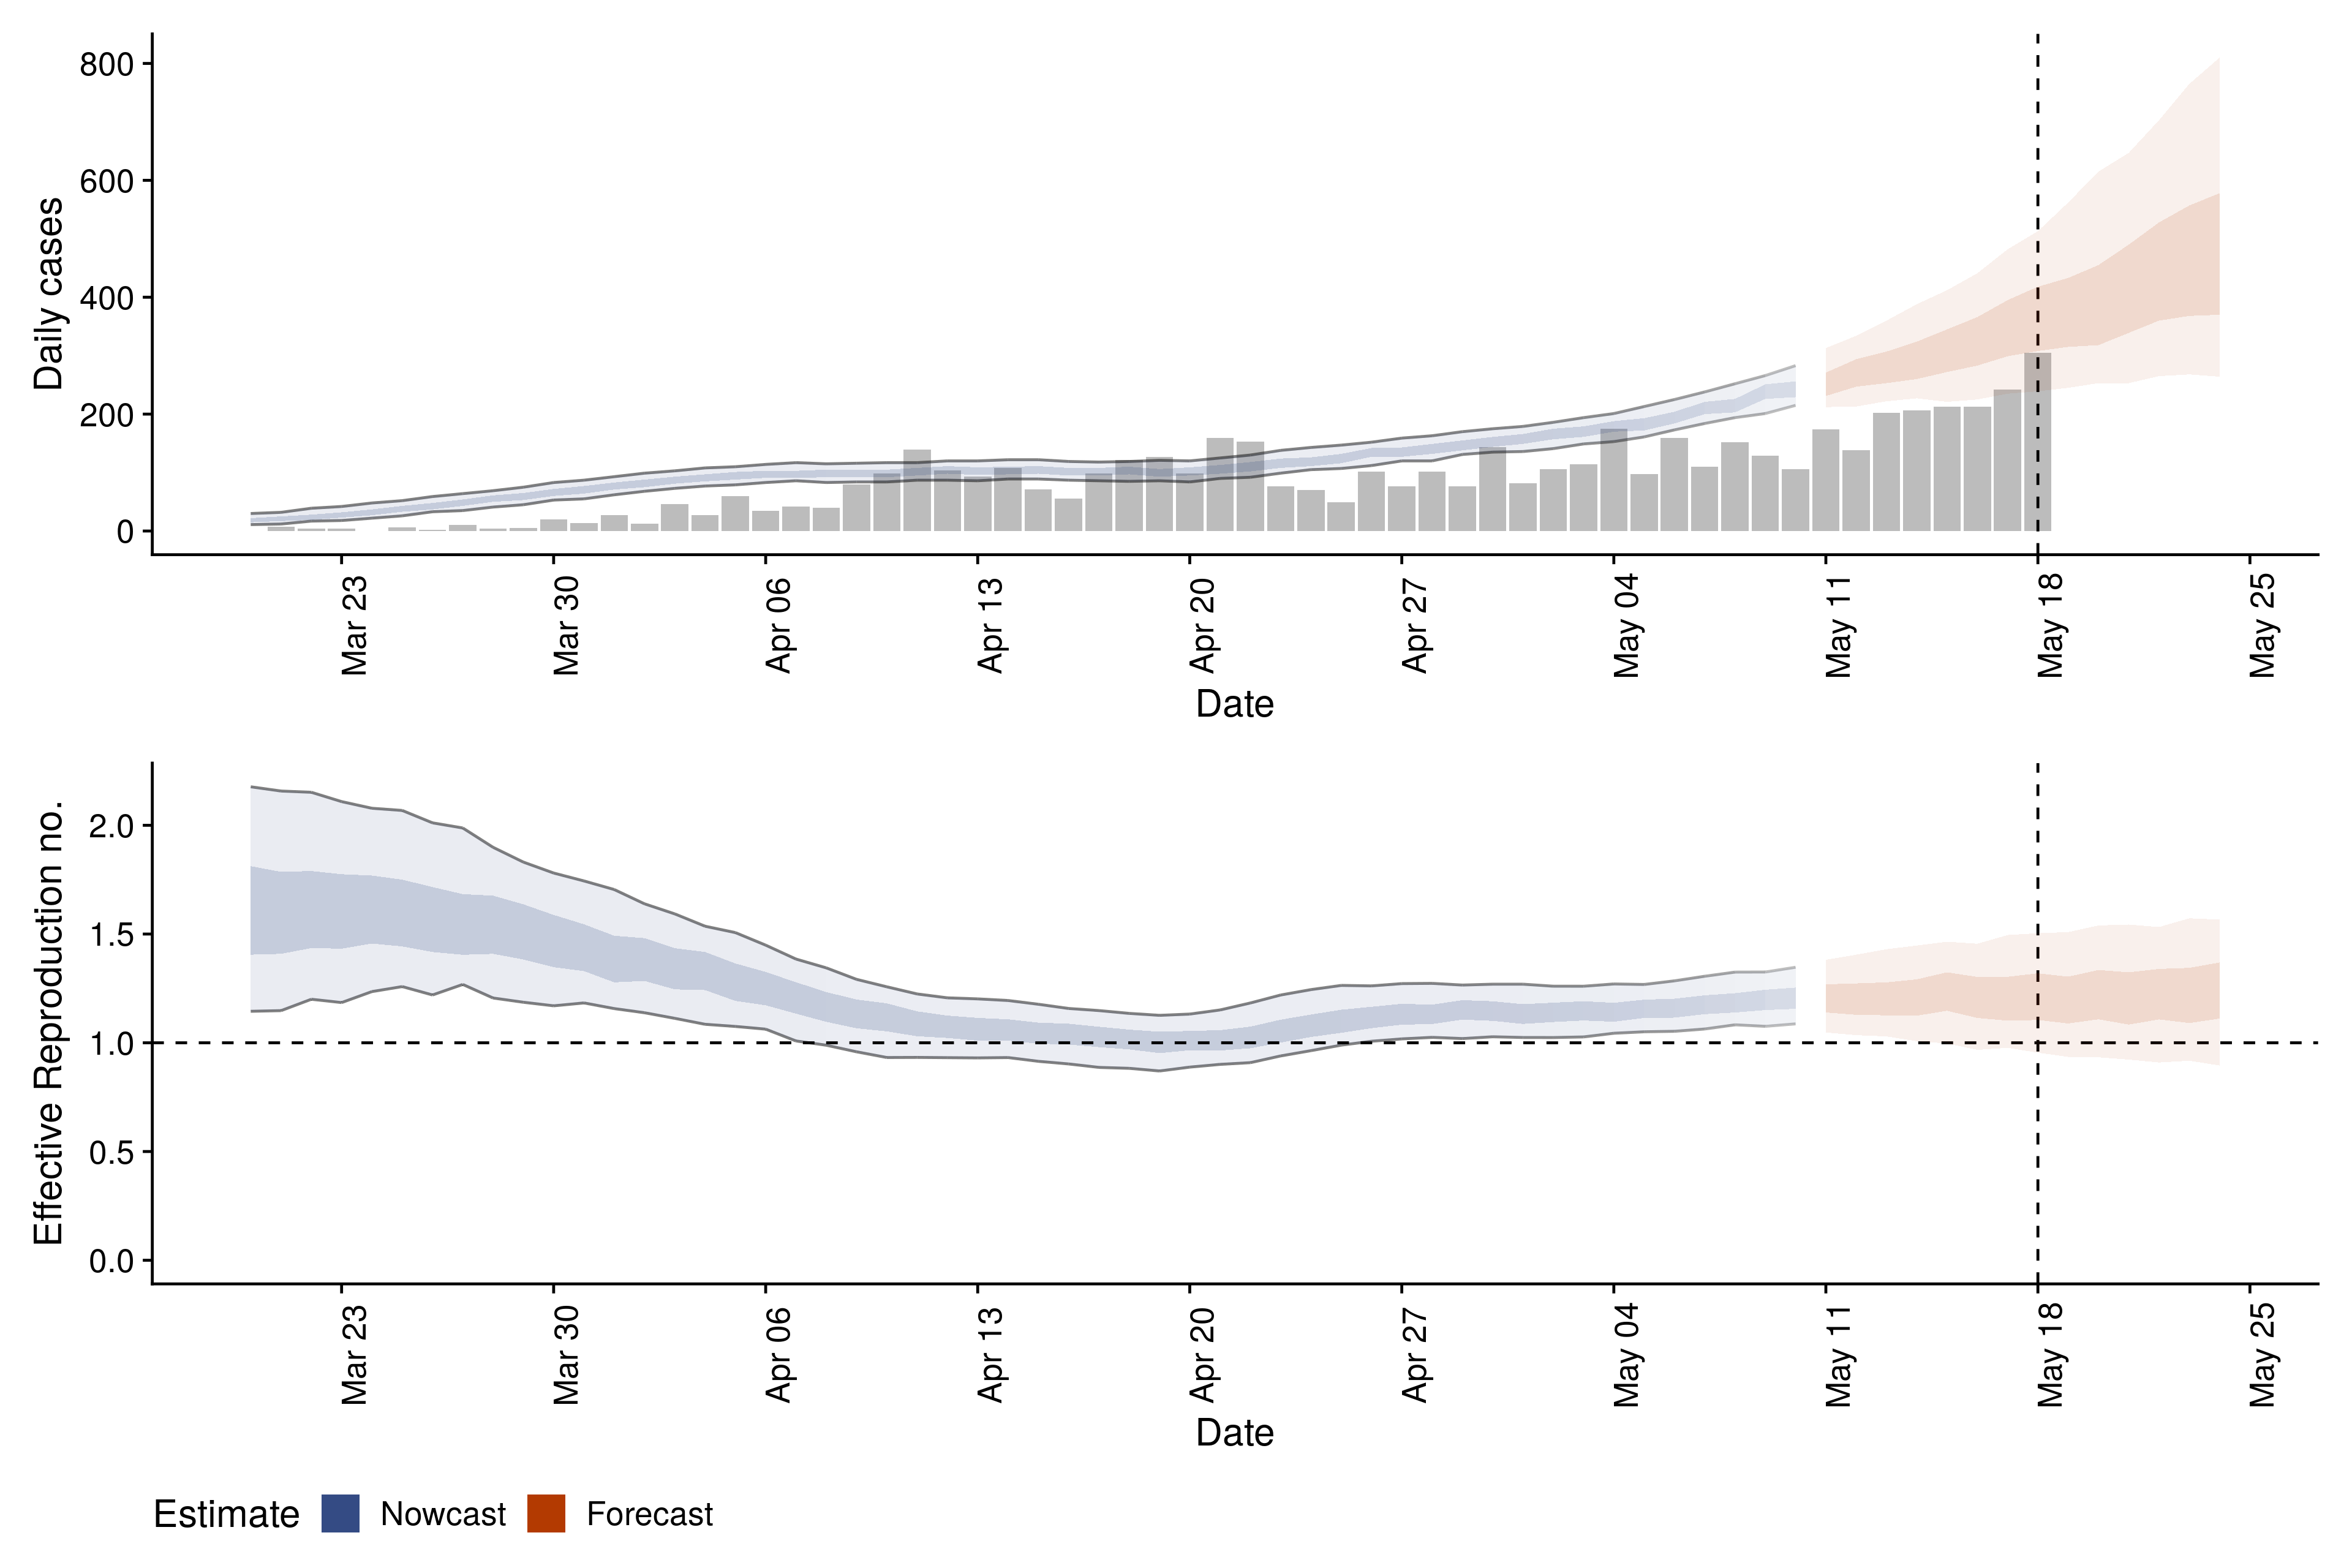 Daily cases
800
600
400
200
0
Mar 23
Mar 30
Apr 06
Apr 13
Apr 20
Apr 27
May 04
May 11
May 18
May 25
Date
Effective Reproduction no.
2.0
1.5
1.0
0.5
0.0
Mar 23
Mar 30
Apr 06
Apr 13
Apr 20
Apr 27
May 04
May 11
May 18
May 25
Date
Estimate Nowcast Forecast